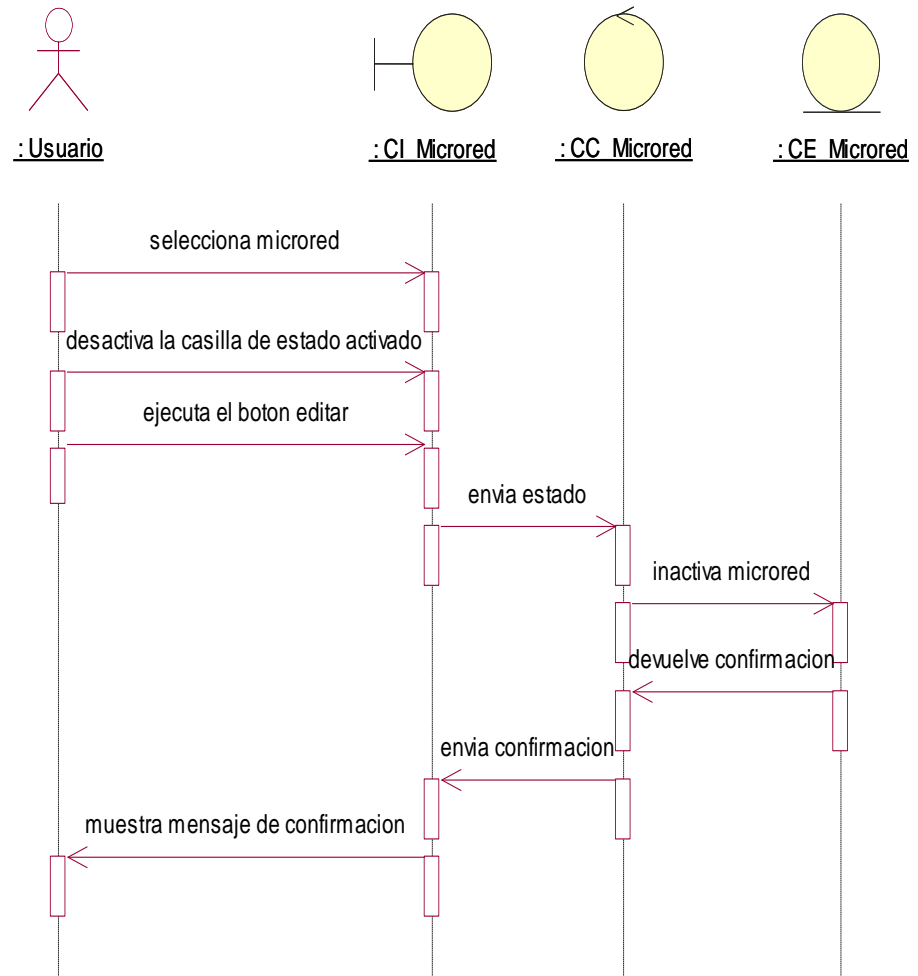 : Usuario
: CI_Microred
: CC_Microred
: CE_Microred
selecciona microred
desactiva la casilla de estado activado
ejecuta el boton editar
envia estado
inactiva microred
devuelve confirmacion
envia confirmacion
muestra mensaje de confirmacion